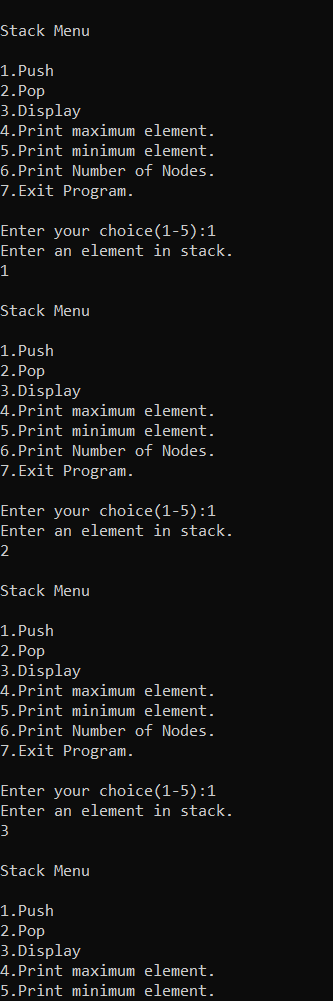 Stack Menu
1.Push
2.Pop
3.Display
4.Print maximum element.
5.Print minimum element.
6.Print Number of Nodes.
7.Exit Program.
Enter your choice(1-5):1
Enter an element in stack.
1
Stack Menu
1.Push
2.Pop
3.Display
4.Print maximum element.
5.Print minimum element.
6.Print Number of Nodes.
7.Exit Program.
Enter your choice(1-5):1
Enter an element in stack.
2
Stack Menu
1.Push
2.Pop
3.Display
4.Print maximum element.
5.Print minimum element.
6.Print Number of Nodes.
7.Exit Program.
Enter your choice(1-5):1
Enter an element in stack.
3
Stack Menu
1.Push
2.Pop
3.Display
4.Print maximum element.
5.Print minimum element.